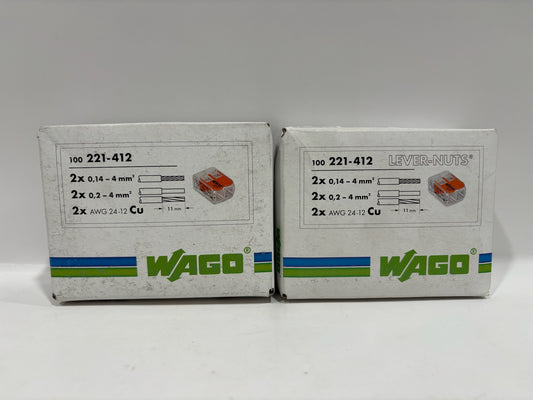 100 221-412
2x 0,14 – 4 mm²
2x 0,2 – 4 mm²
2x AWG 24-12 Cu
11 mm
WAGO®
100 221-412 LEVER-NUTS®
2x 0,14 – 4 mm²
2x 0,2 – 4 mm²
2x AWG 24-12 Cu
11 mm
WAGO®